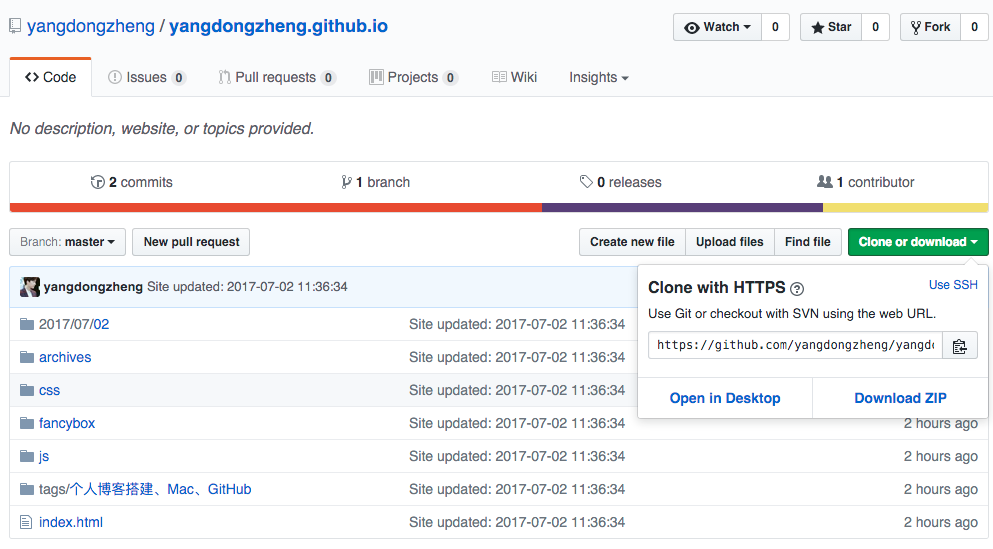 yangdongzheng / yangdongzheng.github.io Watch 0 Star 0 Fork 0
Code Issues 0 Pull requests 0 Projects 0 Wiki Insights
No description, website, or topics provided.
2 commits 1 branch 0 releases 1 contributor
Branch: master New pull request Create new file Upload files Find file Clone or download
yangdongzheng Site updated: 2017-07-02 11:36:34
Clone with HTTPS ? Use SSH
Use Git or checkout with SVN using the web URL.
2017/07/02 Site updated: 2017-07-02 11:36:34
https://github.com/yangdongzheng/yangd
archives Site updated: 2017-07-02 11:36:34
css Site updated: 2017-07-02 11:36:34
Open in Desktop Download ZIP
fancybox Site updated: 2017-07-02 11:36:34 2 hours ago
js Site updated: 2017-07-02 11:36:34 2 hours ago
tags/个人博客搭建、Mac、GitHub Site updated: 2017-07-02 11:36:34 2 hours ago
index.html Site updated: 2017-07-02 11:36:34 2 hours ago